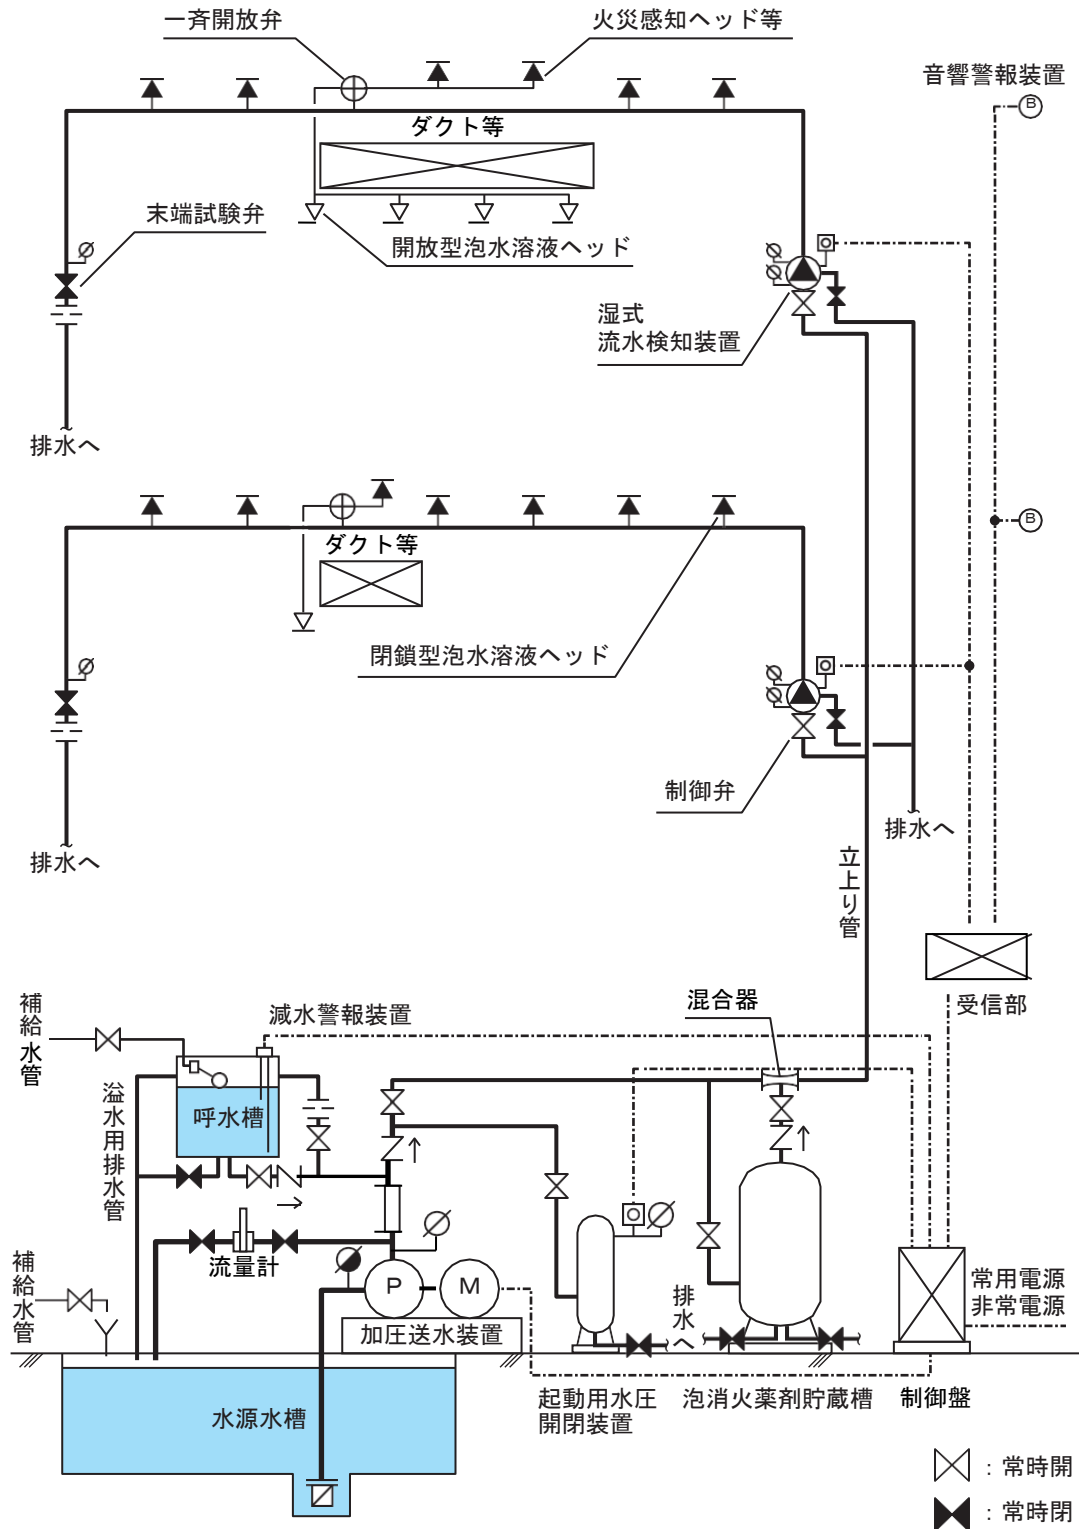 一斉開放弁
火災感知ヘッド等
音響警報装置
B
ダクト等
末端試験弁
開放型泡水溶液ヘッド
湿式
流水検知装置
排水へ
B
ダクト等
閉鎖型泡水溶液ヘッド
制御弁
排水へ
排水へ
立上り管
受信部
補給水管
減水警報装置
混合器
溢水用排水管
呼水槽
流量計
補給水管
P
M
加圧送水装置
排水へ
常用電源
非常電源
水源水槽
起動用水圧
開閉装置
泡消火薬剤貯蔵槽
制御盤
：常時開
：常時閉